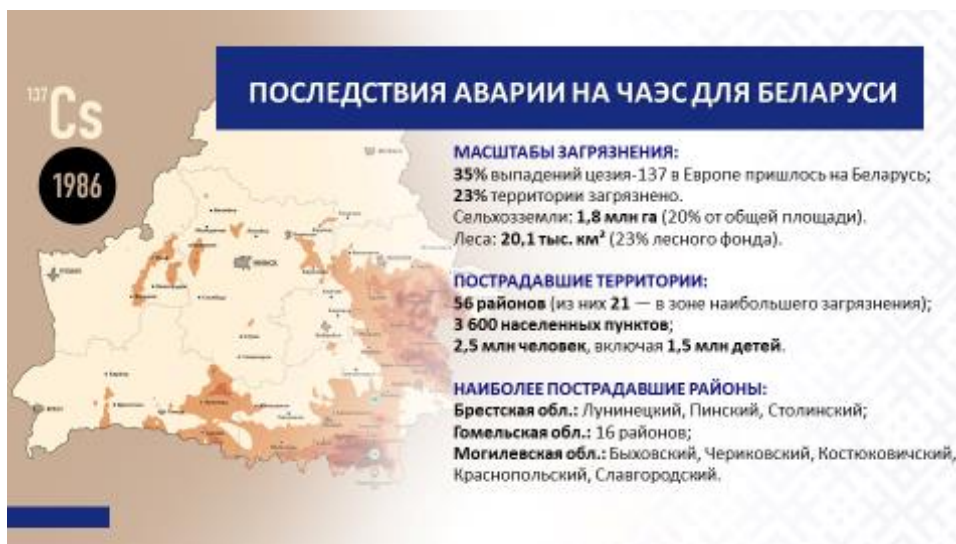 137
Cs
1986
ПОСЛЕДСТВИЯ АВАРИИ НА ЧАЭС ДЛЯ БЕЛАРУСИ
МАСШТАБЫ ЗАГРЯЗНЕНИЯ:
35% выпадений цезия-137 в Европе пришлось на Беларусь;
23% территории загрязнено.
Сельхозземли: 1,8 млн га (20% от общей площади).
Леса: 20,1 тыс. км² (23% лесного фонда).
ПОСТРАДАВШИЕ ТЕРРИТОРИИ:
56 районов (из них 21 — в зоне наибольшего загрязнения);
3 600 населенных пунктов;
2,5 млн человек, включая 1,5 млн детей.
НАИБОЛЕЕ ПОСТРАДАВШИЕ РАЙОНЫ:
Брестская обл.: Лунинецкий, Пинский, Столинский;
Гомельская обл.: 16 районов;
Могилевская обл.: Быховский, Чериковский, Костюковичский,
Краснопольский, Славгородский.